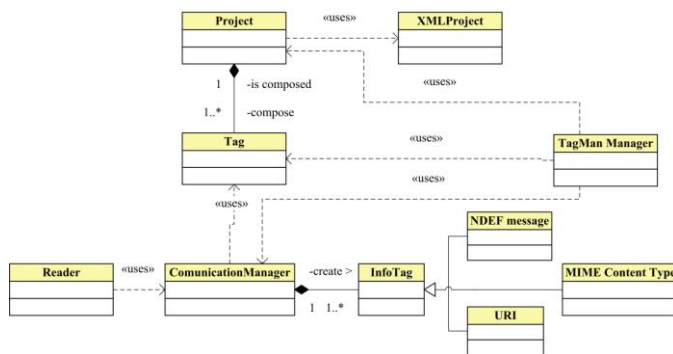 «uses»
Project
XMLProject
«uses»
1 -is composed
1..* -compose
«uses»
Tag
TagMan Manager
«uses»
«uses»
NDEF message
Reader
«uses»
ComunicationManager
-create >
InfoTag
MIME Content Type
1 1..*
URI